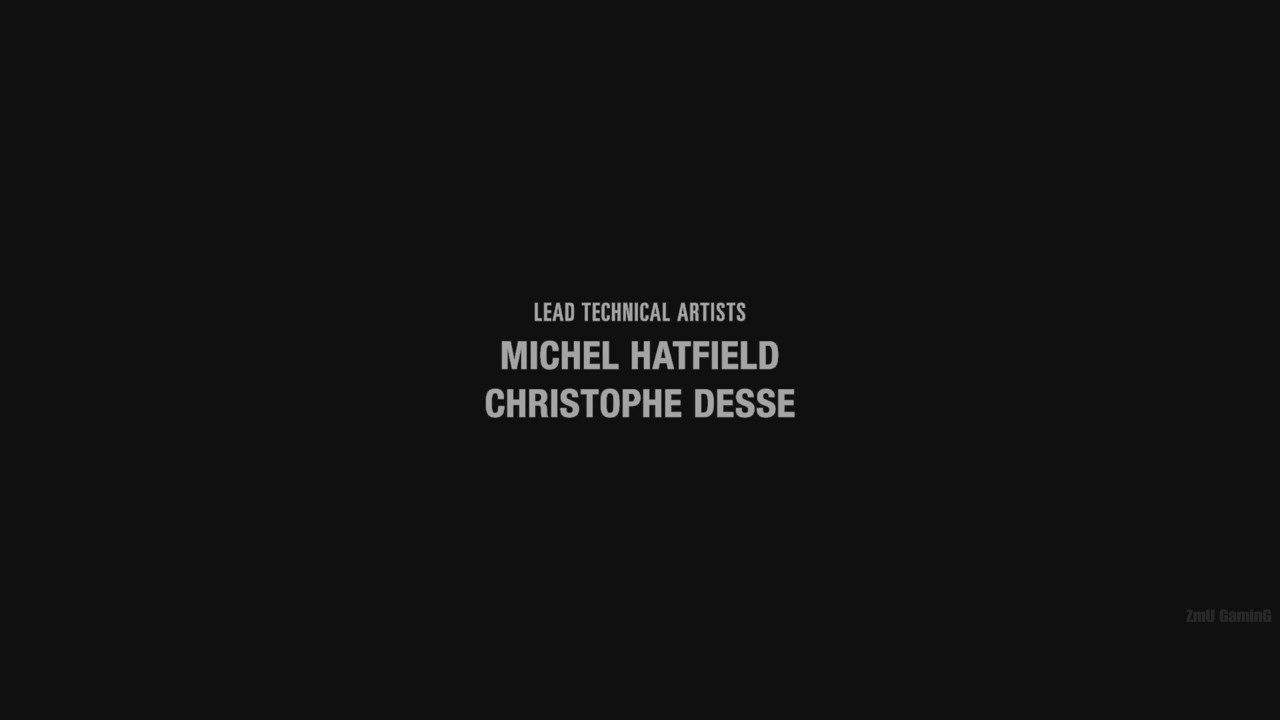 LEAD TECHNICAL ARTISTS
MICHEL HATFIELD
CHRISTOPHE DESSE
ZmU GaminG